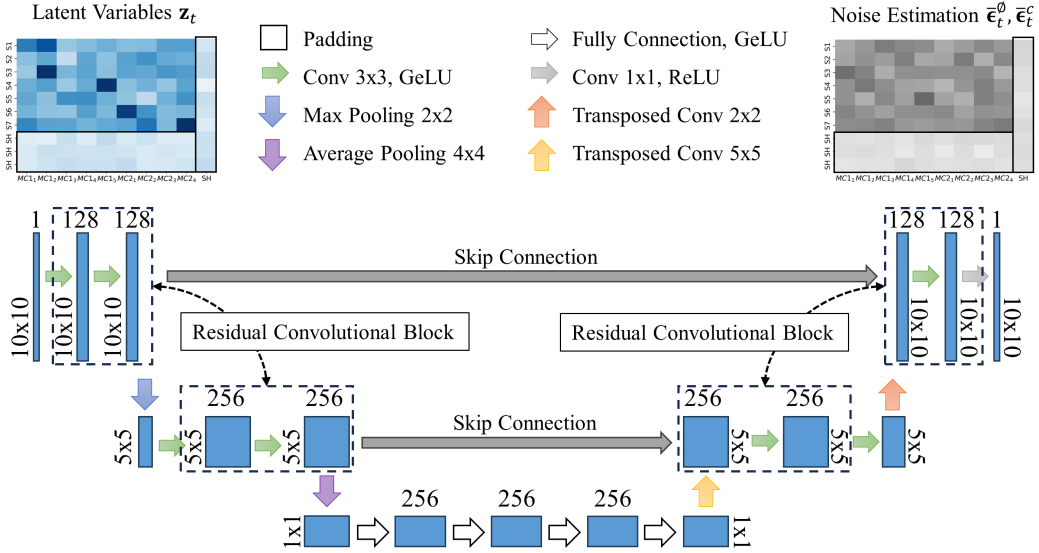 Latent Variables z_t
S1
S2
S3
S4
S5
S6
S7
SH
SH
SH
MC1₁ MC1₂ MC1₃ MC1₄ MC1₅ MC2₁ MC2₂ MC2₃ MC2₄ SH
Padding
Conv 3x3, GeLU
Max Pooling 2x2
Average Pooling 4x4
Fully Connection, GeLU
Conv 1x1, ReLU
Transposed Conv 2x2
Transposed Conv 5x5
Noise Estimation ϵ̅_t^∅, ϵ̅_t^c
S1
S2
S3
S4
S5
S6
S7
SH
SH
SH
MC1₁ MC1₂ MC1₃ MC1₄ MC1₅ MC2₁ MC2₂ MC2₃ MC2₄ SH
1 128 128
10x10 10x10 10x10
Skip Connection
128 128 1
10x10 10x10 10x10
Residual Convolutional Block
Residual Convolutional Block
5x5
256 256
5x5 5x5
Skip Connection
256 256
5x5 5x5
5x5
1x1
256 256 256
1x1